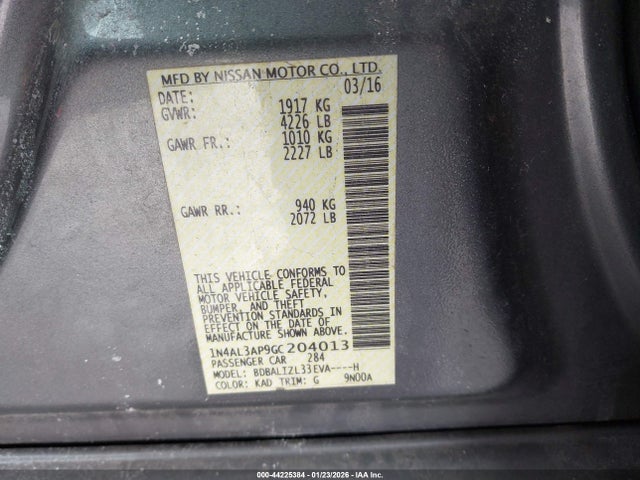 MFD BY NISSAN MOTOR CO., LTD.
DATE: 03/16
GVWR: 1917 KG
4226 LB
GAWR FR.: 1010 KG
2227 LB
GAWR RR.: 940 KG
2072 LB
THIS VEHICLE CONFORMS TO
ALL APPLICABLE FEDERAL
MOTOR VEHICLE SAFETY,
BUMPER, AND THEFT
PREVENTION STANDARDS IN
EFFECT ON THE DATE OF
MANUFACTURE SHOWN ABOVE.
1N4AL3AP9GC204013
PASSENGER CAR 284
MODEL: BDBALIZL33EVA----H
COLOR: KAD TRIM: G 9N00A
000-44225384 | 01/23/2026 - IAA Inc.